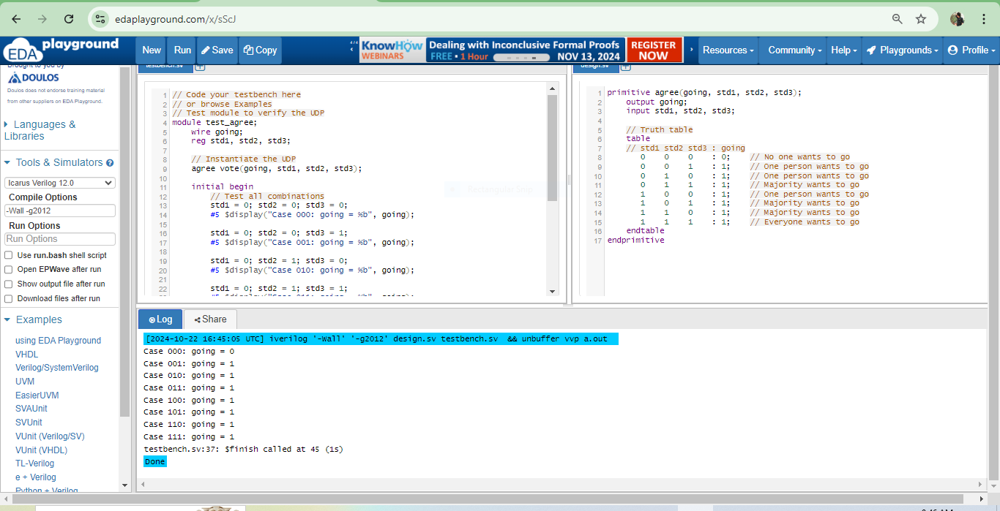 edaplayground.com/x/sScJ
EDA playground
New Run Save Copy
KnowHow WEBINARS
Dealing with Inconclusive Formal Proofs
FREE • 1 Hour NOV 13, 2024
REGISTER NOW
Resources Community Help Playgrounds Profile
Brought to you by
DOULOS
Doulos does not endorse training material
from other suppliers on EDA Playground.
Languages &
Libraries
Tools & Simulators
Icarus Verilog 12.0
Compile Options
-Wall -g2012
Run Options
Run Options
Use run.bash shell script
Open EPWave after run
Show output file after run
Download files after run
Examples
using EDA Playground
VHDL
Verilog/SystemVerilog
UVM
EasierUVM
SVAUnit
SVUnit
VUnit (Verilog/SV)
VUnit (VHDL)
TL-Verilog
e + Verilog
Python + Verilog
testbench.sv
1 // Code your testbench here
2 // or browse Examples
3 // Test module to verify the UDP
4 module test_agree;
5 wire going;
6 reg std1, std2, std3;
7
8 // Instantiate the UDP
9 agree vote(going, std1, std2, std3);
10
11 initial begin
12 // Test all combinations
13 std1 = 0; std2 = 0; std3 = 0;
14 #5 $display("Case 000: going = %b", going);
15
16 std1 = 0; std2 = 0; std3 = 1;
17 #5 $display("Case 001: going = %b", going);
18
19 std1 = 0; std2 = 1; std3 = 0;
20 #5 $display("Case 010: going = %b", going);
21
22 std1 = 0; std2 = 1; std3 = 1;
#5 $display("Case 011: going = %b", going);
Rectangular Snip
design.sv
1 primitive agree(going, std1, std2, std3);
2 output going;
3 input std1, std2, std3;
4
5 // Truth table
6 table
7 // std1 std2 std3 : going
8 0 0 0 : 0; // No one wants to go
9 0 0 1 : 1; // One person wants to go
10 0 1 0 : 1; // One person wants to go
11 0 1 1 : 1; // Majority wants to go
12 1 0 0 : 1; // One person wants to go
13 1 0 1 : 1; // Majority wants to go
14 1 1 0 : 1; // Majority wants to go
15 1 1 1 : 1; // Everyone wants to go
16 endtable
17 endprimitive
Log Share
[2024-10-22 16:45:05 UTC] iverilog '-Wall' '-g2012' design.sv testbench.sv && unbuffer vvp a.out
Case 000: going = 0
Case 001: going = 1
Case 010: going = 1
Case 011: going = 1
Case 100: going = 1
Case 101: going = 1
Case 110: going = 1
Case 111: going = 1
testbench.sv:37: $finish called at 45 (1s)
Done